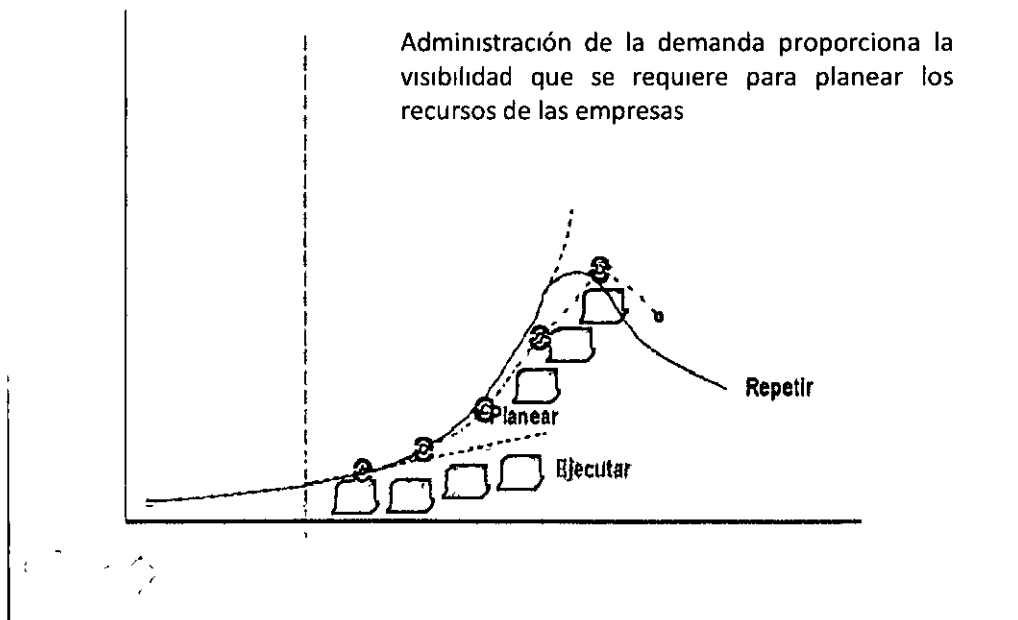 Administración de la demanda proporciona la
visibilidad que se requiere para planear los
recursos de las empresas
Repetir
Planear
Ejecutar